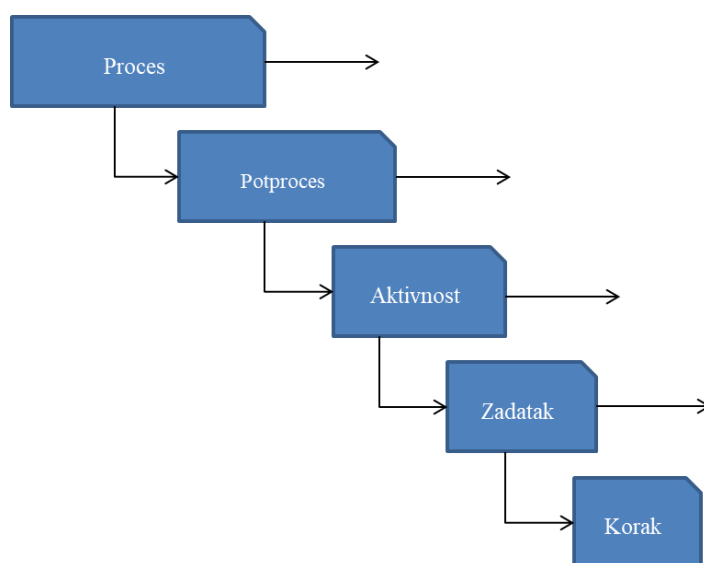 Proces
Potproces
Aktivnost
Zadatak
Korak